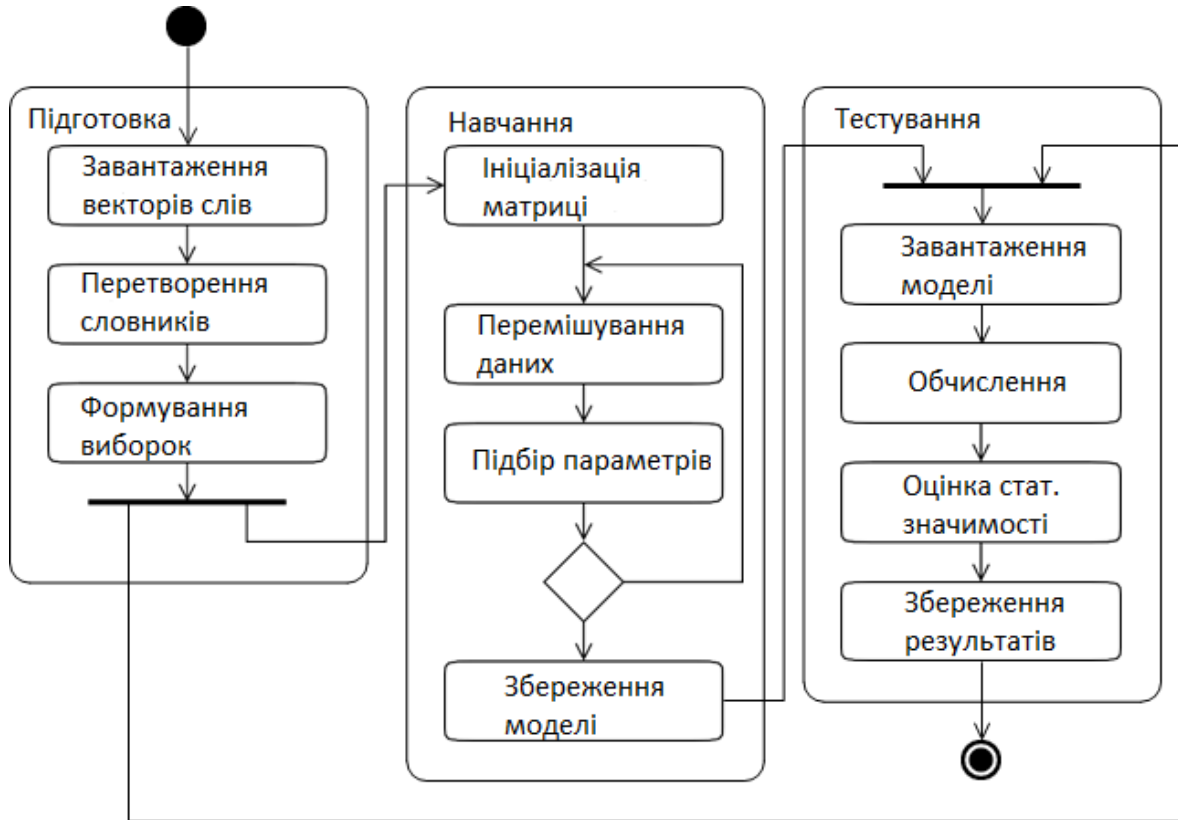 Підготовка
Завантаження
векторів слів
Перетворення
словників
Формування
виборок
Навчання
Ініціалізація
матриці
Перемішування
даних
Підбір параметрів
Збереження
моделі
Тестування
Завантаження
моделі
Обчислення
Оцінка стат.
значимості
Збереження
результатів